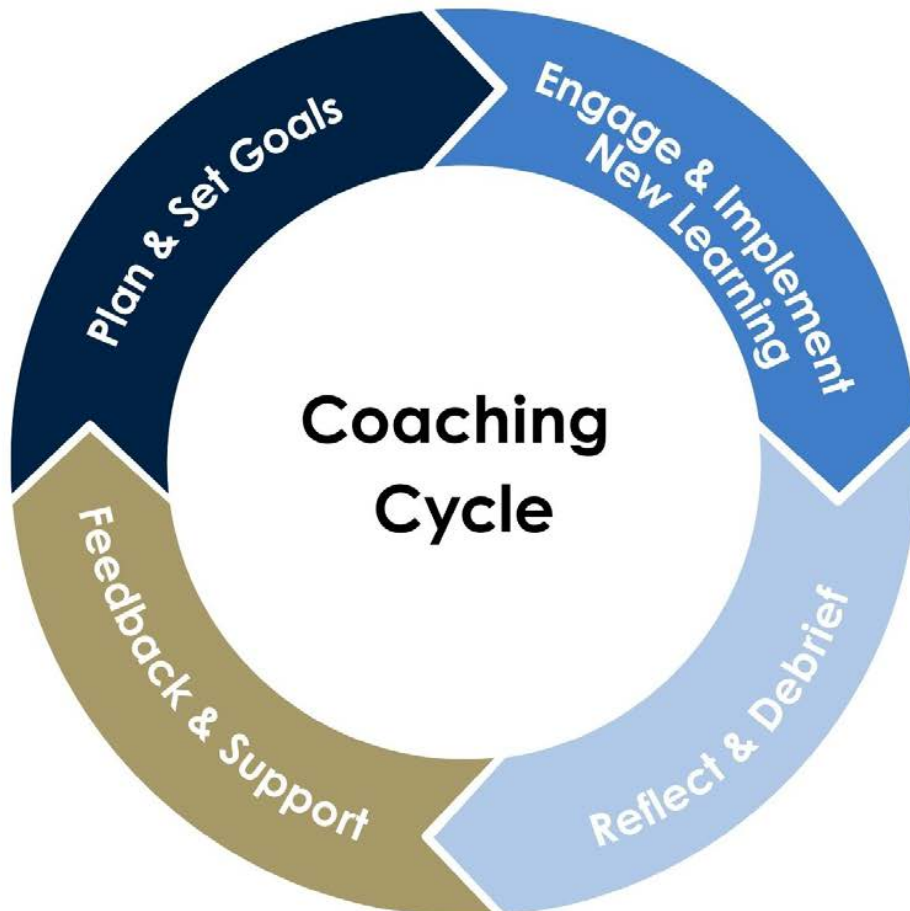 Plan & Set Goals
Engage & Implement
New Learning
Coaching
Cycle
Feedback & Support
Reflect & Debrief